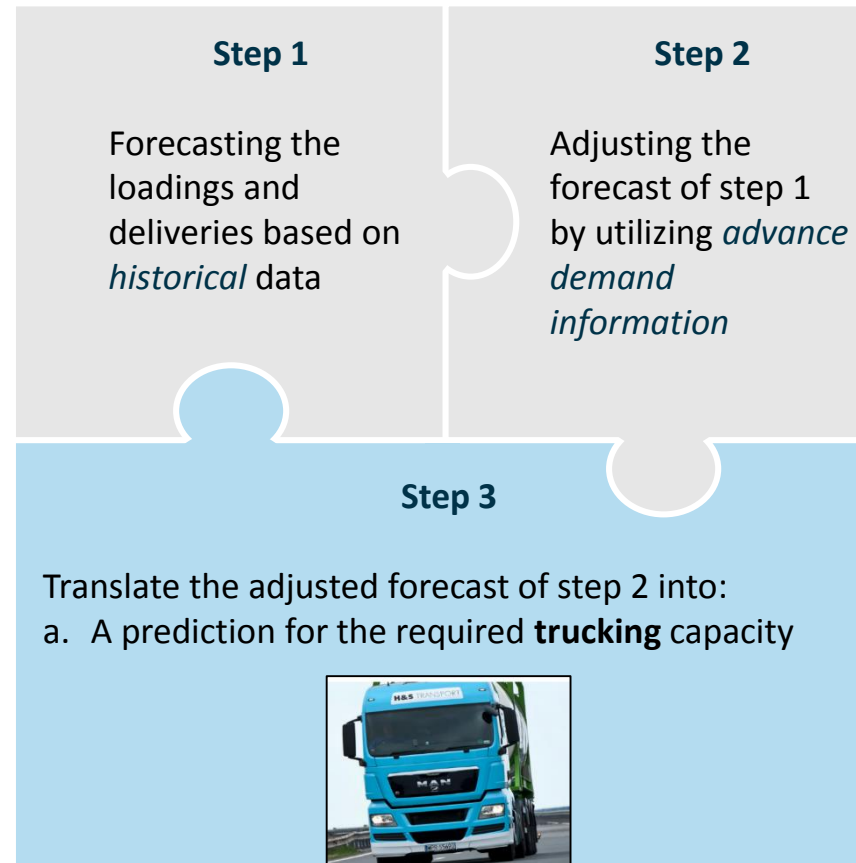 Step 1
Forecasting the
loadings and
deliveries based on
historical data
Step 2
Adjusting the
forecast of step 1
by utilizing advance
demand
information
Step 3
Translate the adjusted forecast of step 2 into:
a. A prediction for the required trucking capacity
H&S TRANSPORT
MAN